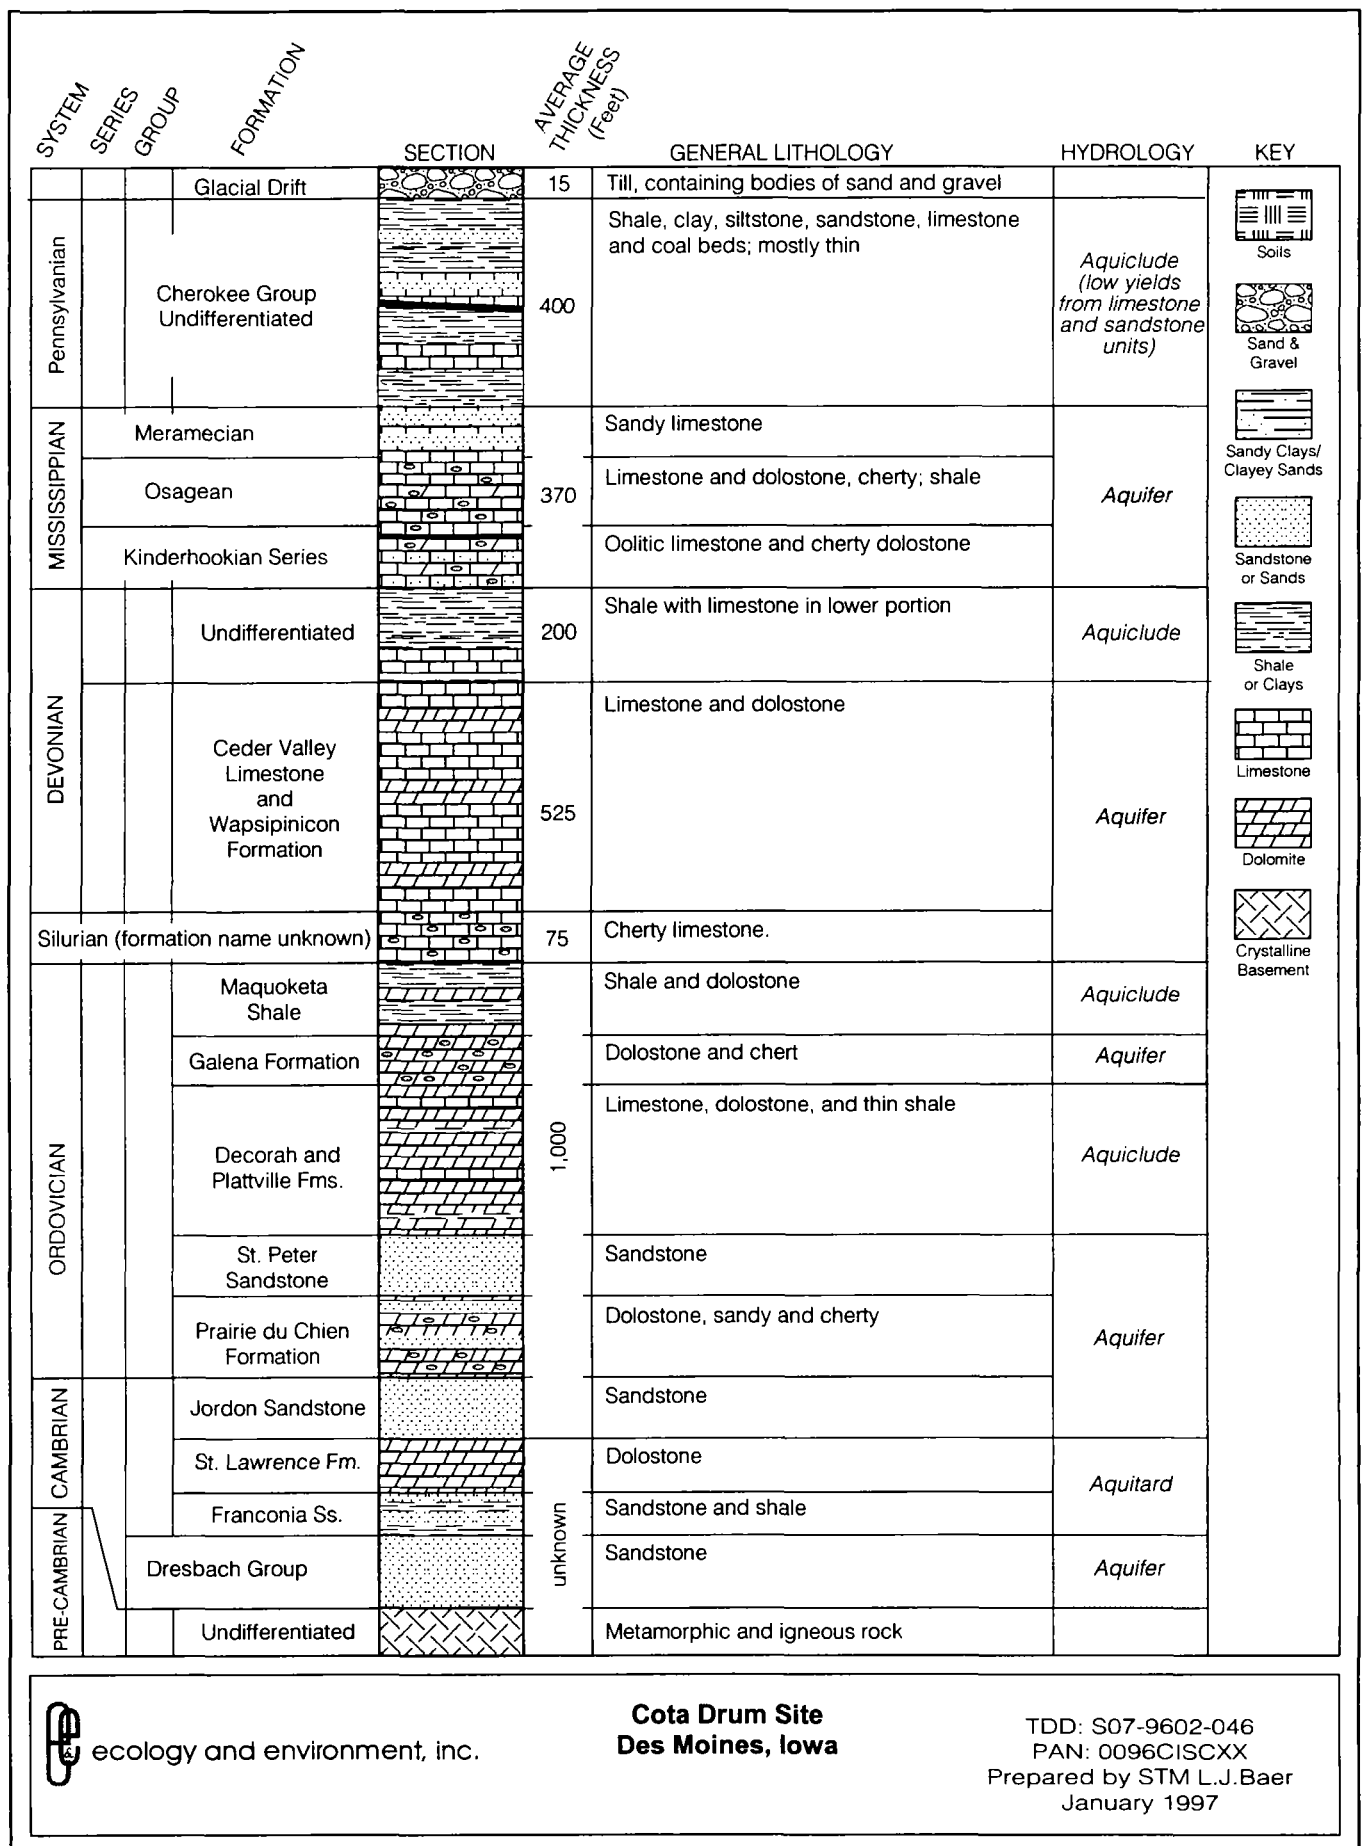 SYSTEM
SERIES
GROUP
FORMATION
SECTION
AVERAGE
THICKNESS
(Feet)
GENERAL LITHOLOGY
HYDROLOGY
KEY
Glacial Drift
15
Till, containing bodies of sand and gravel
Pennsylvanian
Cherokee Group
Undifferentiated
400
Shale, clay, siltstone, sandstone, limestone
and coal beds; mostly thin
Aquiclude
(low yields
from limestone
and sandstone
units)
MISSISSIPPIAN
Meramecian
Sandy limestone
Osagean
370
Limestone and dolostone, cherty; shale
Aquifer
Kinderhookian Series
Oolitic limestone and cherty dolostone
DEVONIAN
Undifferentiated
200
Shale with limestone in lower portion
Aquiclude
Ceder Valley
Limestone
and
Wapsipinicon
Formation
525
Limestone and dolostone
Aquifer
Silurian (formation name unknown)
75
Cherty limestone.
ORDOVICIAN
Maquoketa
Shale
Shale and dolostone
Aquiclude
Galena Formation
Dolostone and chert
Aquifer
1,000
Decorah and
Plattville Fms.
Limestone, dolostone, and thin shale
Aquiclude
St. Peter
Sandstone
Sandstone
Prairie du Chien
Formation
Dolostone, sandy and cherty
Aquifer
CAMBRIAN
Jordon Sandstone
Sandstone
St. Lawrence Fm.
Dolostone
Aquitard
Franconia Ss.
Sandstone and shale
unknown
PRE-CAMBRIAN
Dresbach Group
Sandstone
Aquifer
Undifferentiated
Metamorphic and igneous rock
Soils
Sand &
Gravel
Sandy Clays/
Clayey Sands
Sandstone
or Sands
Shale
or Clays
Limestone
Dolomite
Crystalline
Basement
ecology and environment, inc.
Cota Drum Site
Des Moines, Iowa
TDD: S07-9602-046
PAN: 0096CISCXX
Prepared by STM L.J.Baer
January 1997